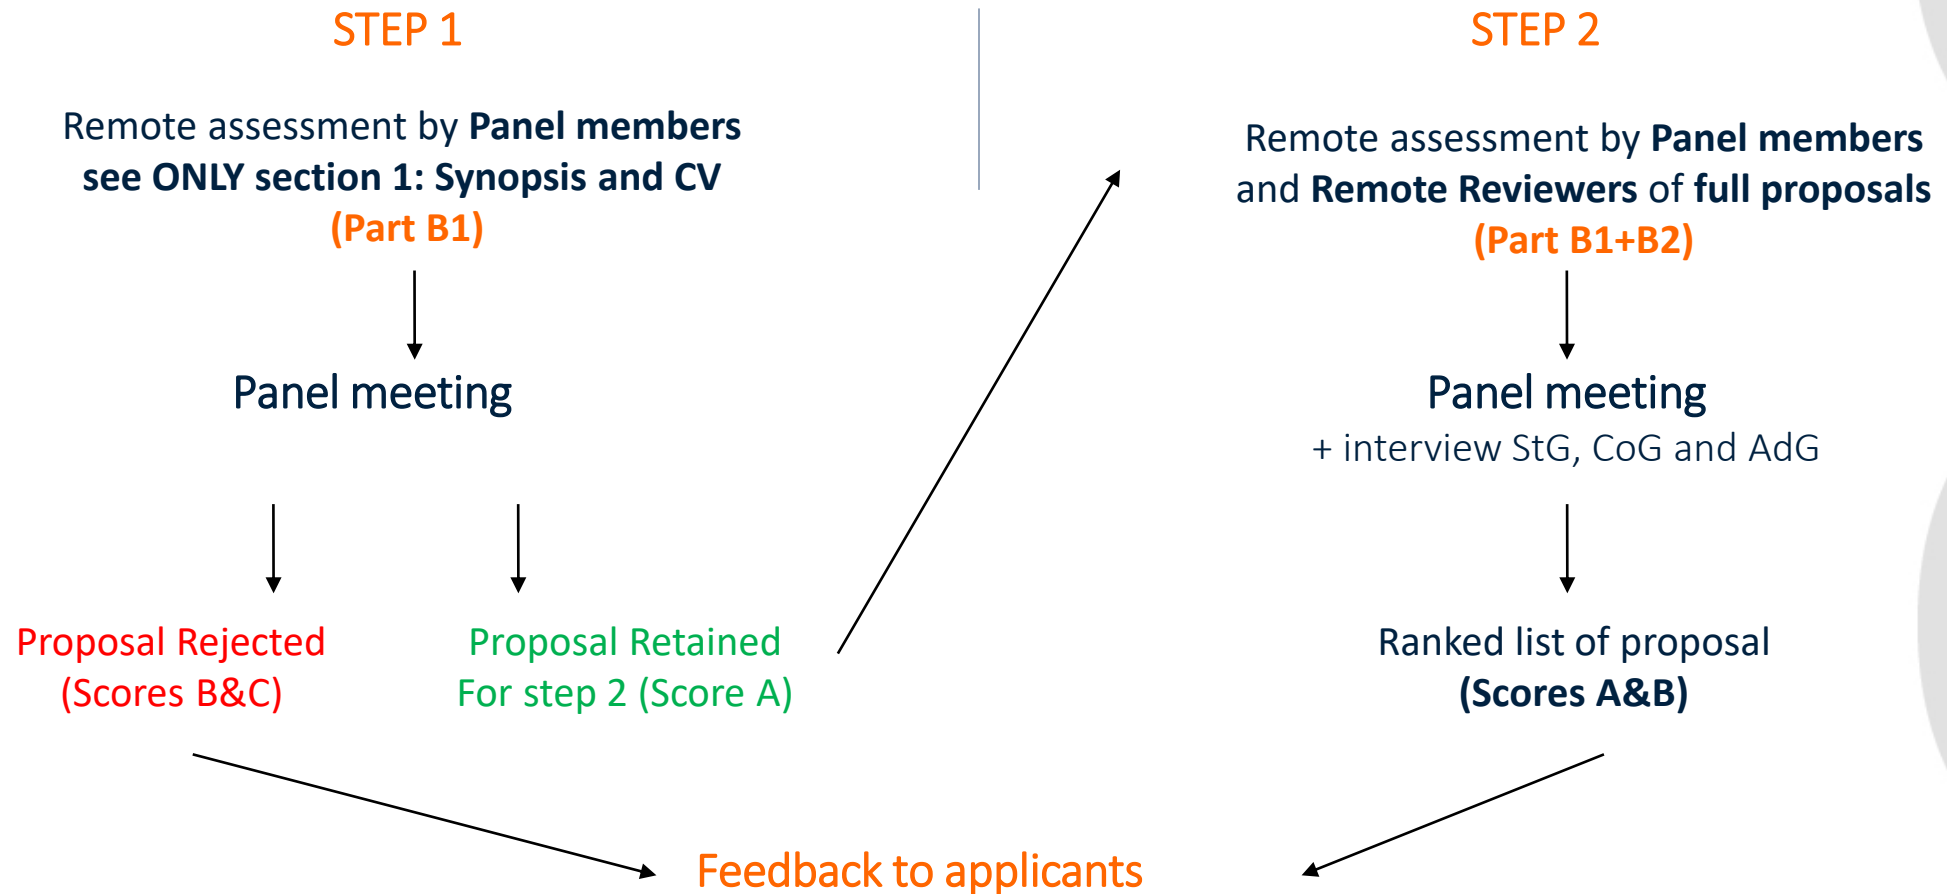 STEP 1
Remote assessment by Panel members
see ONLY section 1: Synopsis and CV
(Part B1)
Panel meeting
Proposal Rejected
(Scores B&C)
Proposal Retained
For step 2 (Score A)
STEP 2
Remote assessment by Panel members
and Remote Reviewers of full proposals
(Part B1+B2)
Panel meeting
+ interview StG, CoG and AdG
Ranked list of proposal
(Scores A&B)
Feedback to applicants